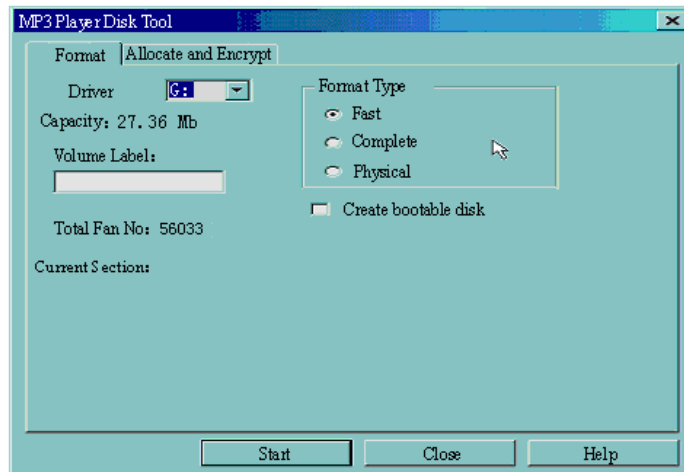 MP3 Player Disk Tool
Format
Allocate and Encrypt
Driver
G:
Capacity: 27.36 Mb
Volume Label:
Total Fan No: 56033
Current Section:
Format Type
Fast
Complete
Physical
Create bootable disk
Start
Close
Help